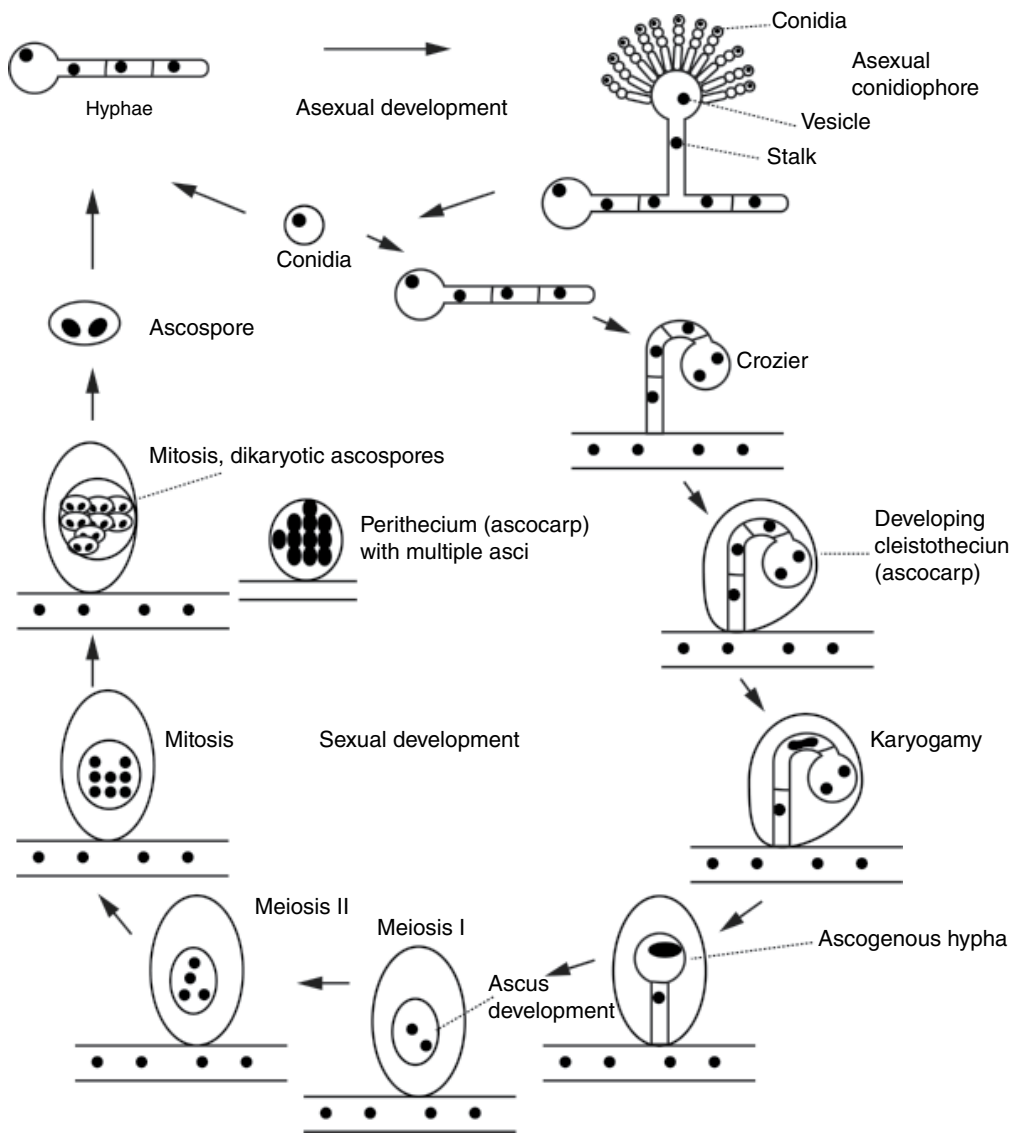 Conidia
Asexual
conidiophore
Hyphae
Asexual development
Vesicle
Stalk
Conidia
Ascospore
Crozier
Mitosis, dikaryotic ascospores
Perithecium (ascocarp)
with multiple asci
Developing
cleistotheciun
(ascocarp)
Mitosis
Sexual development
Karyogamy
Meiosis II
Meiosis I
Ascogenous hypha
Ascus
development